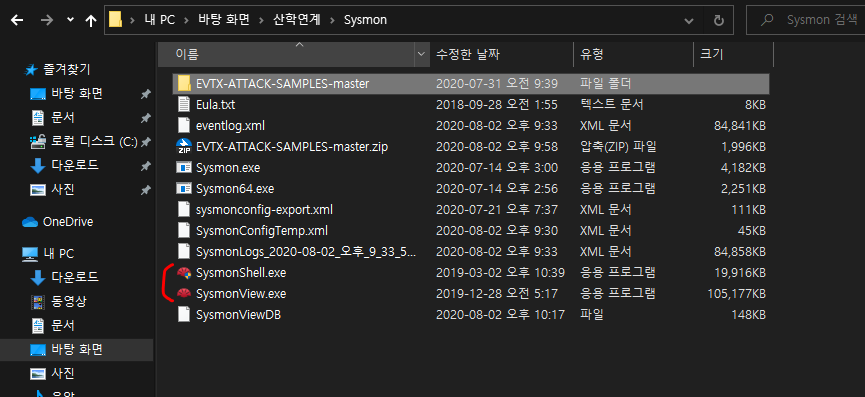 내 PC > 바탕 화면 > 산학연계 > Sysmon
Sysmon 검색
이름 수정한 날짜 유형 크기
즐겨찾기
바탕 화면
문서
로컬 디스크 (C:)
다운로드
사진
OneDrive
내 PC
다운로드
동영상
문서
바탕 화면
사진
EVTX-ATTACK-SAMPLES-master 2020-07-31 오전 9:39 파일 폴더
Eula.txt 2018-09-28 오전 1:55 텍스트 문서 8KB
eventlog.xml 2020-08-02 오후 9:33 XML 문서 84,841KB
EVTX-ATTACK-SAMPLES-master.zip 2020-08-02 오후 9:58 압축(ZIP) 파일 1,996KB
Sysmon.exe 2020-07-14 오후 3:00 응용 프로그램 4,182KB
Sysmon64.exe 2020-07-14 오후 2:56 응용 프로그램 2,251KB
sysmonconfig-export.xml 2020-07-21 오후 7:37 XML 문서 111KB
SysmonConfigTemp.xml 2020-08-02 오후 9:30 XML 문서 45KB
SysmonLogs_2020-08-02_오후_9_33_5... 2020-08-02 오후 9:33 XML 문서 84,858KB
SysmonShell.exe 2019-03-02 오후 10:39 응용 프로그램 19,916KB
SysmonView.exe 2019-12-28 오전 5:17 응용 프로그램 105,177KB
SysmonViewDB 2020-08-02 오후 10:17 파일 148KB